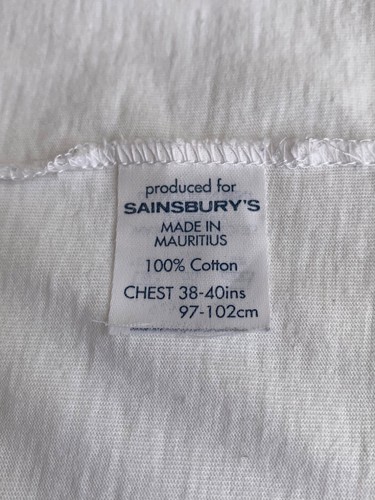 produced for
SAINSBURY'S
MADE IN
MAURITIUS
100% Cotton
CHEST 38-40ins
97-102cm